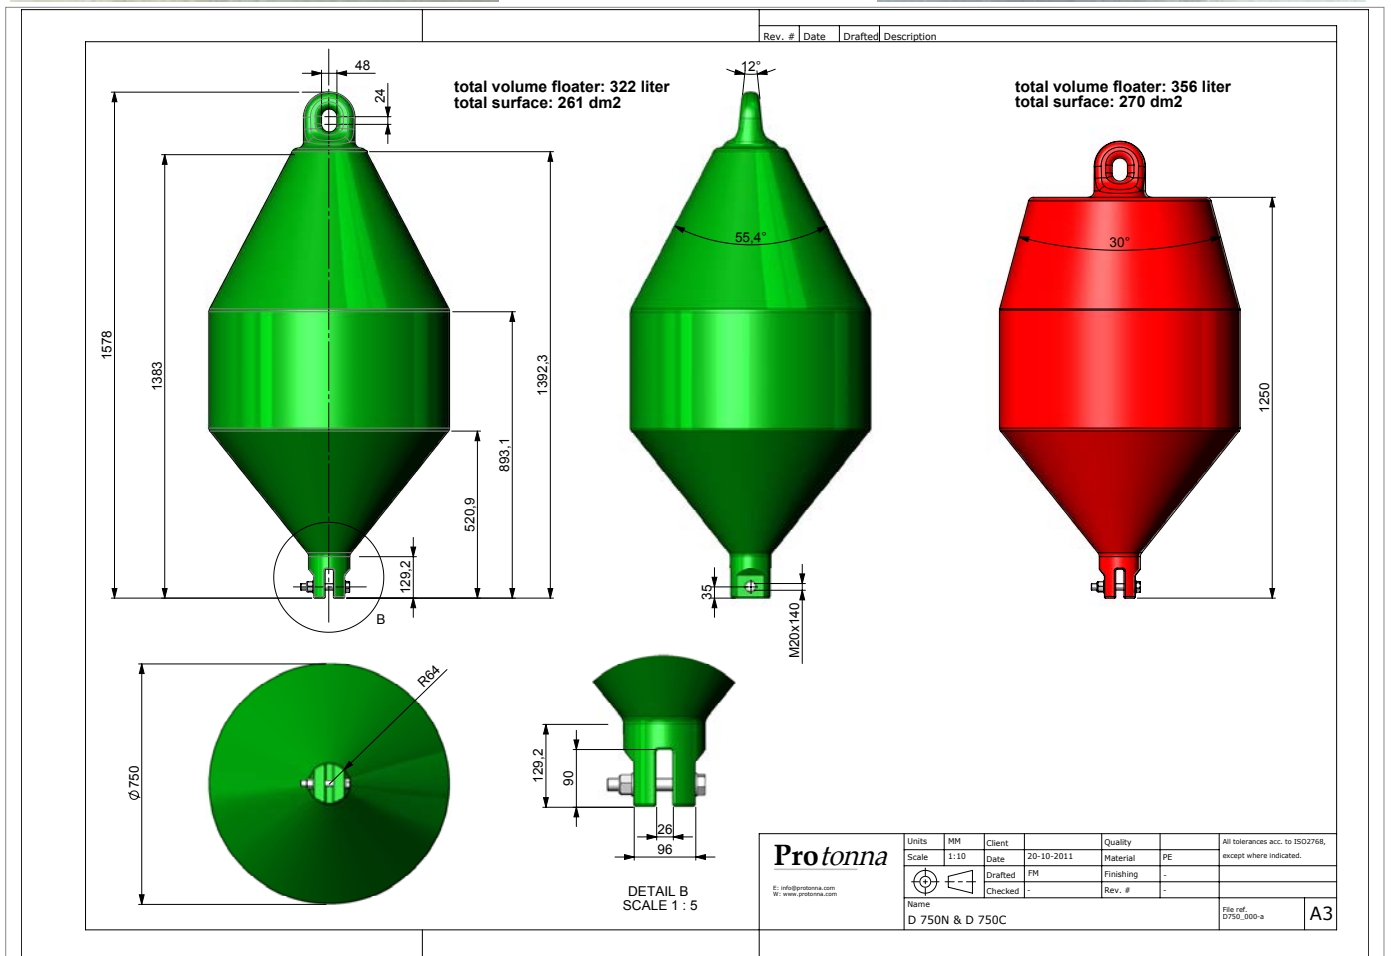 Rev. # Date Drafted Description
48
24
total volume floater: 322 liter
total surface: 261 dm2
12°
total volume floater: 356 liter
total surface: 270 dm2
55,4°
30°
1578
1383
1392,3
893,1
520,9
129,2
B
35
M20x140
1250
Ø750
R64
129,2
90
26
96
DETAIL B
SCALE 1 : 5
Protonna
E: info@protonna.com
W: www.protonna.com
Units MM Client Quality All tolerances acc. to ISO2768,
Scale 1:10 Date 20-10-2011 Material PE except where indicated.
Drafted FM Finishing -
Checked - Rev. # -
Name
D 750N & D 750C
File ref.
D750_000-a
A3